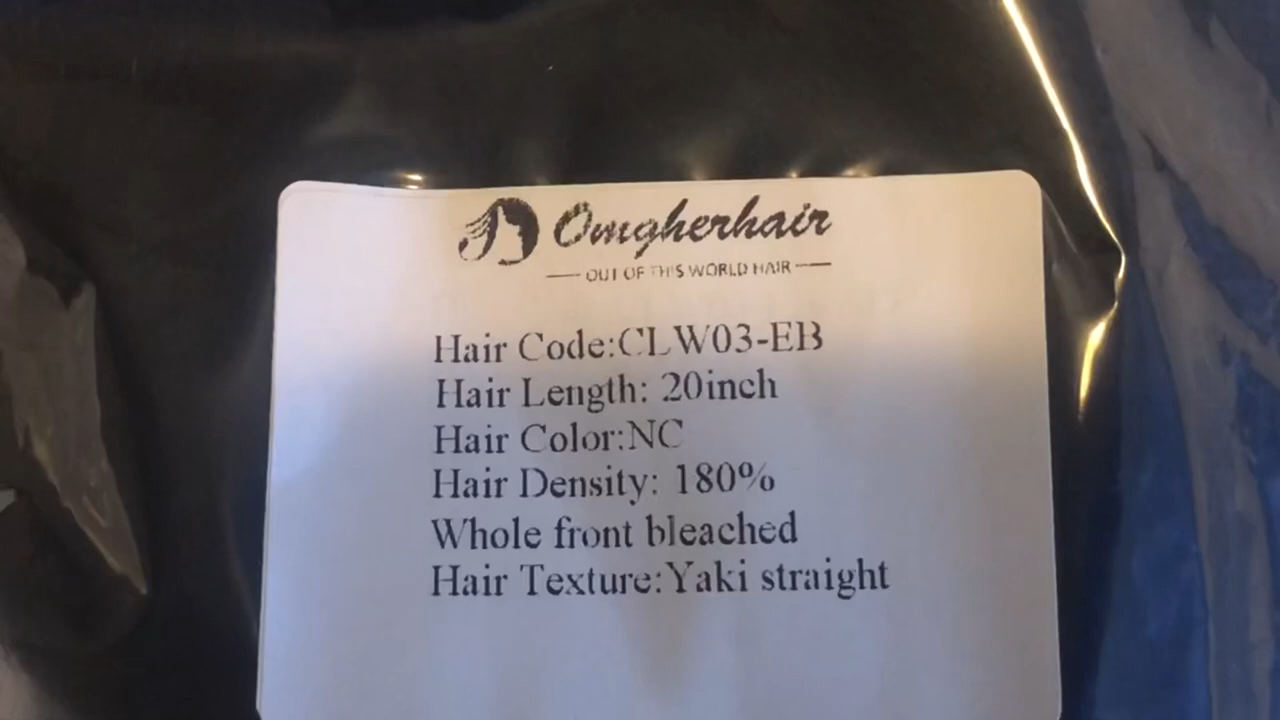 Omgherhair
OUT OF THIS WORLD HAIR
Hair Code:CLW03-EB
Hair Length: 20inch
Hair Color:NC
Hair Density: 180%
Whole front bleached
Hair Texture:Yaki straight